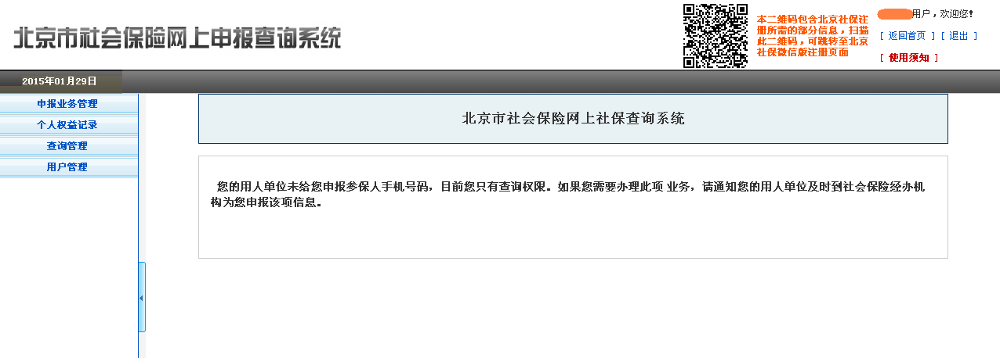 北京市社会保险网上申报查询系统
本二维码包含北京社保注
册所需的部分信息，扫描
此二维码，可跳转至北京
社保微信版注册页面
用户，欢迎您！
[ 返回首页 ] [ 退出 ]
[ 使用须知 ]
2015年01月29日
申报业务管理
个人权益记录
查询管理
用户管理
北京市社会保险网上社保查询系统
您的用人单位未给您申报参保人手机号码，目前您只有查询权限。如果您需要办理此项 业务，请通知您的用人单位及时到社会保险经办机
构为您申报该项信息。